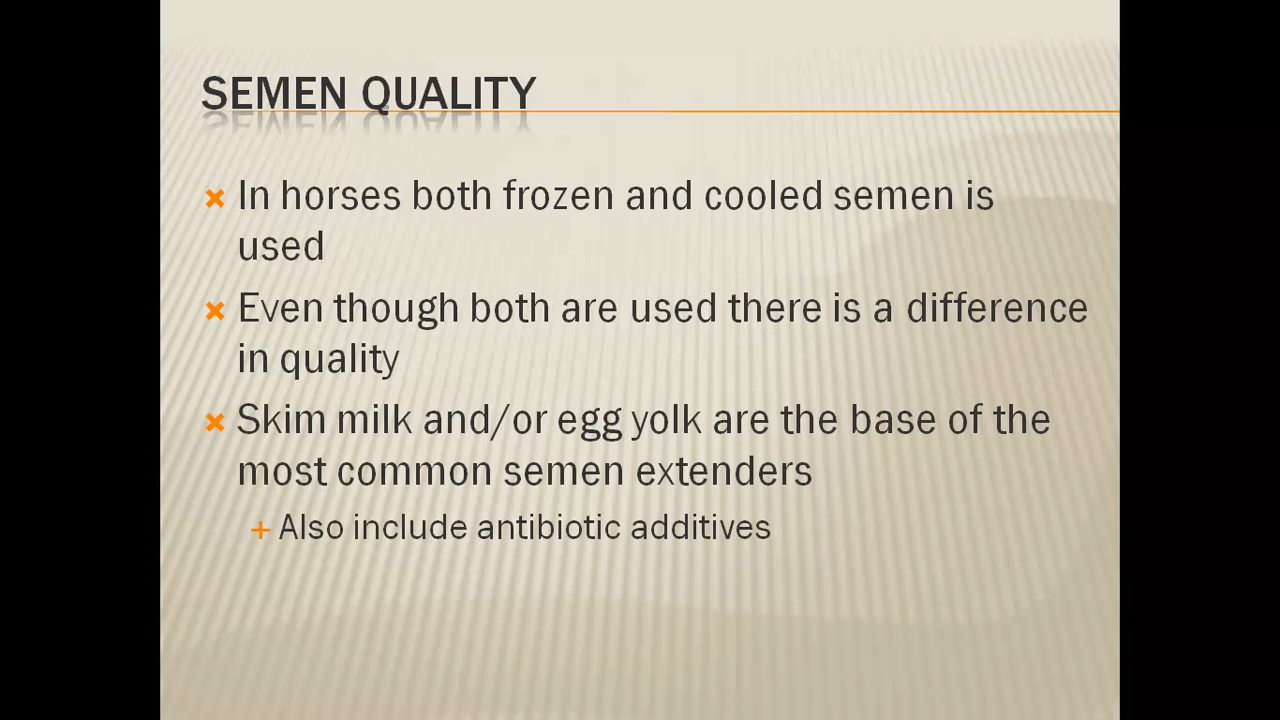 SEMEN QUALITY
In horses both frozen and cooled semen is
used
Even though both are used there is a difference
in quality
Skim milk and/or egg yolk are the base of the
most common semen extenders
Also include antibiotic additives